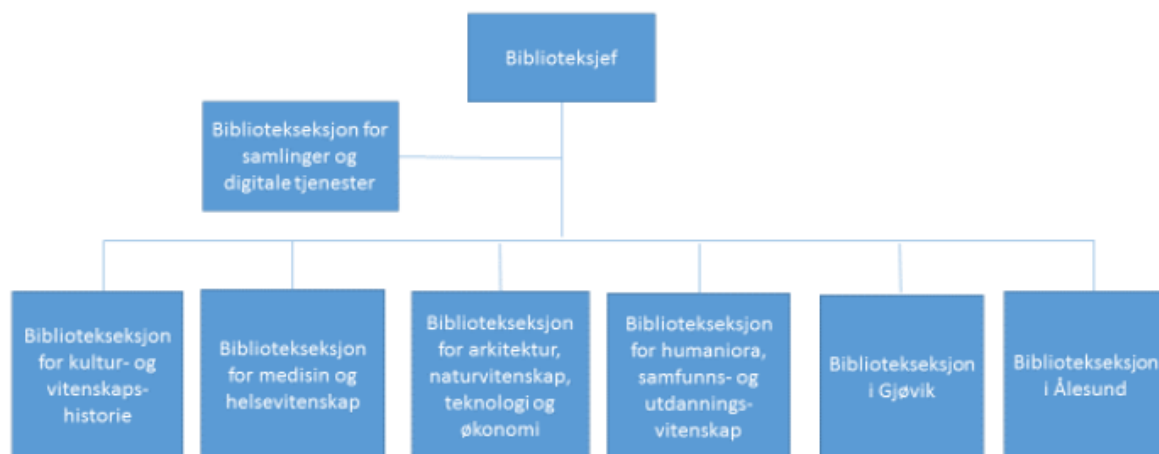 Biblioteksjef
Bibliotekseksjon for
samlinger og
digitale tjenester
Bibliotekseksjon
for kultur- og
vitenskaps-
historie
Bibliotekseksjon
for medisin og
helsevitenskap
Bibliotekseksjon
for arkitektur,
naturvitenskap,
teknologi og
økonomi
Bibliotekseksjon
for humaniora,
samfunns- og
utdannings-
vitenskap
Bibliotekseksjon
i Gjøvik
Bibliotekseksjon
i Ålesund